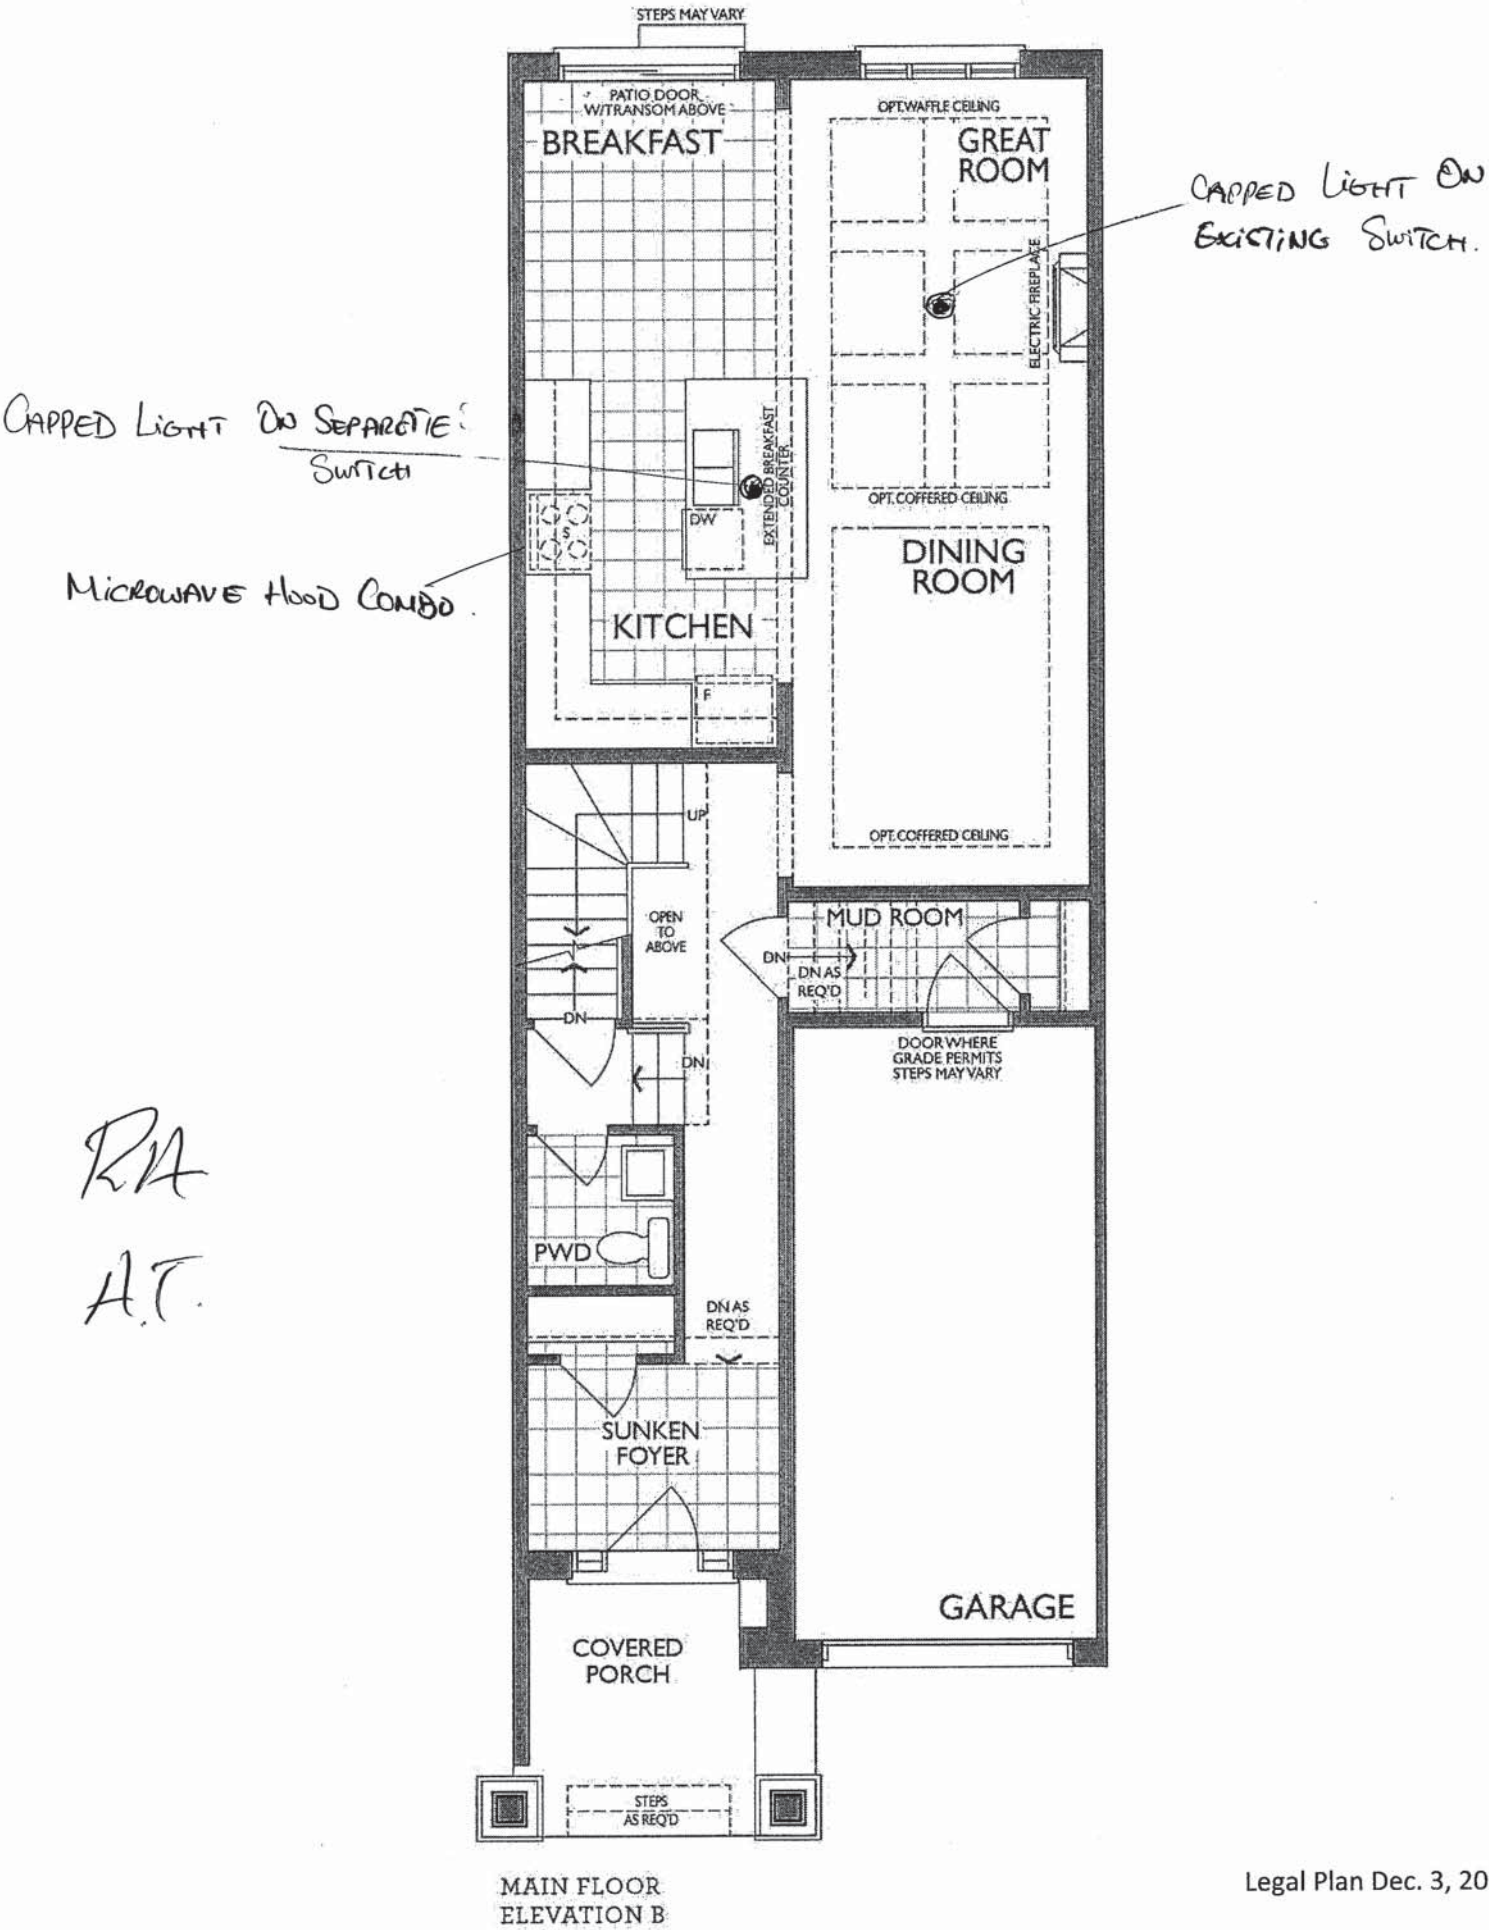 STEPS MAY VARY
PATIO DOOR
W/TRANSOM ABOVE
BREAKFAST
OPT. WAFFLE CEILING
GREAT
ROOM
CAPPED LIGHT ON
EXISTING SWITCH.
ELECTRIC FIREPLACE
CAPPED LIGHT ON SEPARETE
SWITCH
EXTENDED BREAKFAST
COUNTER
OPT. COFFERED CEILING
DW
S
MICROWAVE HOOD COMBO.
DINING
ROOM
KITCHEN
F
UP
OPT. COFFERED CEILING
OPEN
TO
ABOVE
MUD ROOM
DN
DN AS
REQ'D
DN
DN
DOOR WHERE
GRADE PERMITS
STEPS MAY VARY
RA
A.T.
PWD
DN AS
REQ'D
SUNKEN
FOYER
GARAGE
COVERED
PORCH
STEPS
AS REQ'D
MAIN FLOOR
ELEVATION B
Legal Plan Dec. 3, 20